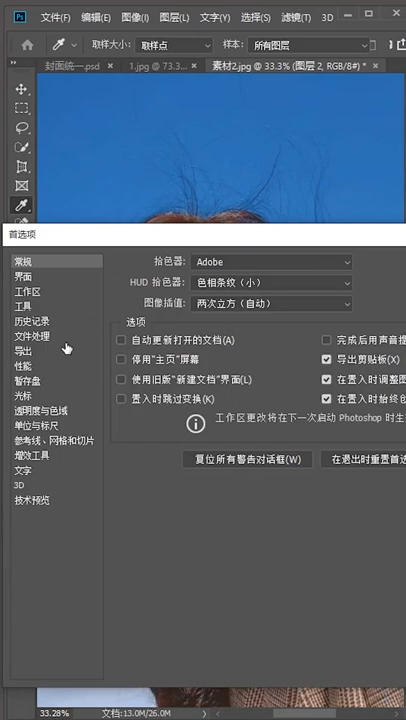 Ps 文件(F) 编辑(E) 图像(I) 图层(L) 文字(Y) 选择(S) 滤镜(T) 3D
取样大小: 取样点 样本: 所有图层
封面统一.psd × 1.jpg @ 73.3... × 素材2.jpg @ 33.3% (图层 2, RGB/8#) * ×
首选项
常规
界面
工作区
工具
历史记录
文件处理
导出
性能
暂存盘
光标
透明度与色域
单位与标尺
参考线、网格和切片
增效工具
文字
3D
技术预览
拾色器: Adobe
HUD 拾色器: 色相条纹（小）
图像插值: 两次立方（自动）
选项
自动更新打开的文档(A) 完成后用声音提
停用“主页”屏幕 导出剪贴板(X)
使用旧版“新建文档”界面(L) 在置入时调整图
置入时跳过变换(K) 在置入时始终创
工作区更改将在下一次启动 Photoshop 时生
复位所有警告对话框(W) 在退出时重置首选
33.28% 文档:13.0M/26.0M